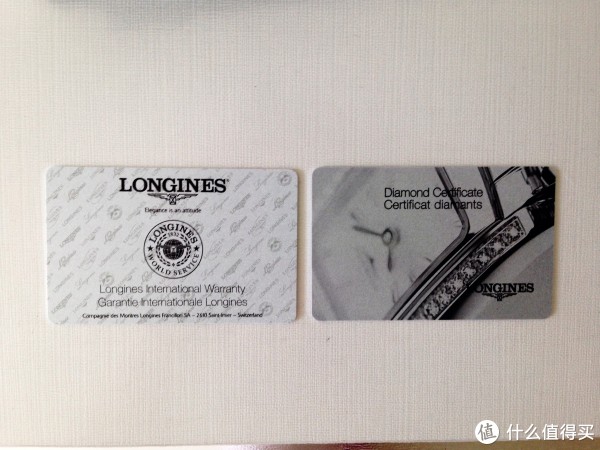 LONGINES
Elegance is an attitude
LONGINES
1832
WORLD SERVICE
Longines International Warranty
Garantie Internationale Longines
Compagnie des Montres Longines Francillon SA – 2610 Saint-Imier – Switzerland
Diamond Certificate
Certificat diamants
LONGINES
值 什么值得买